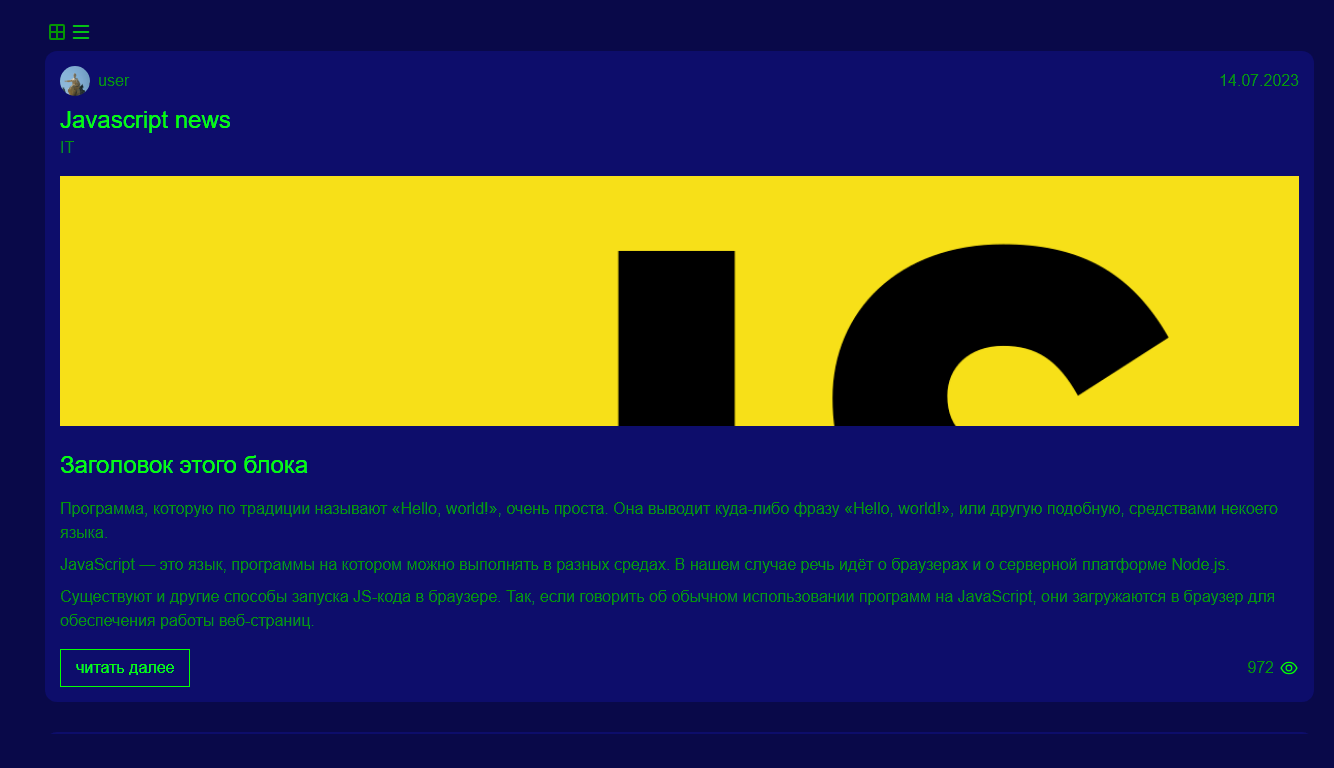 user
14.07.2023
Javascript news
IT
JS
Заголовок этого блока
Программа, которую по традиции называют «Hello, world!», очень проста. Она выводит куда-либо фразу «Hello, world!», или другую подобную, средствами некоего
языка.
JavaScript — это язык, программы на котором можно выполнять в разных средах. В нашем случае речь идёт о браузерах и о серверной платформе Node.js.
Существуют и другие способы запуска JS-кода в браузере. Так, если говорить об обычном использовании программ на JavaScript, они загружаются в браузер для
обеспечения работы веб-страниц.
читать далее
972